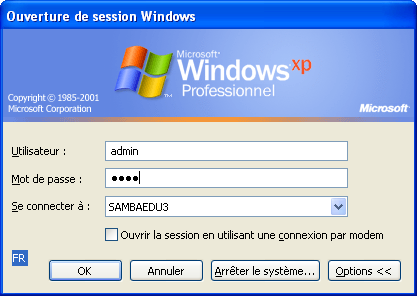 Ouverture de session Windows
Microsoft®
Windows xp
Professionnel
Copyright © 1985-2001
Microsoft Corporation
Microsoft
Utilisateur :
admin
Mot de passe :
●●●●
Se connecter à :
SAMBAEDU3
Ouvrir la session en utilisant une connexion par modem
FR
OK
Annuler
Arrêter le système...
Options <<